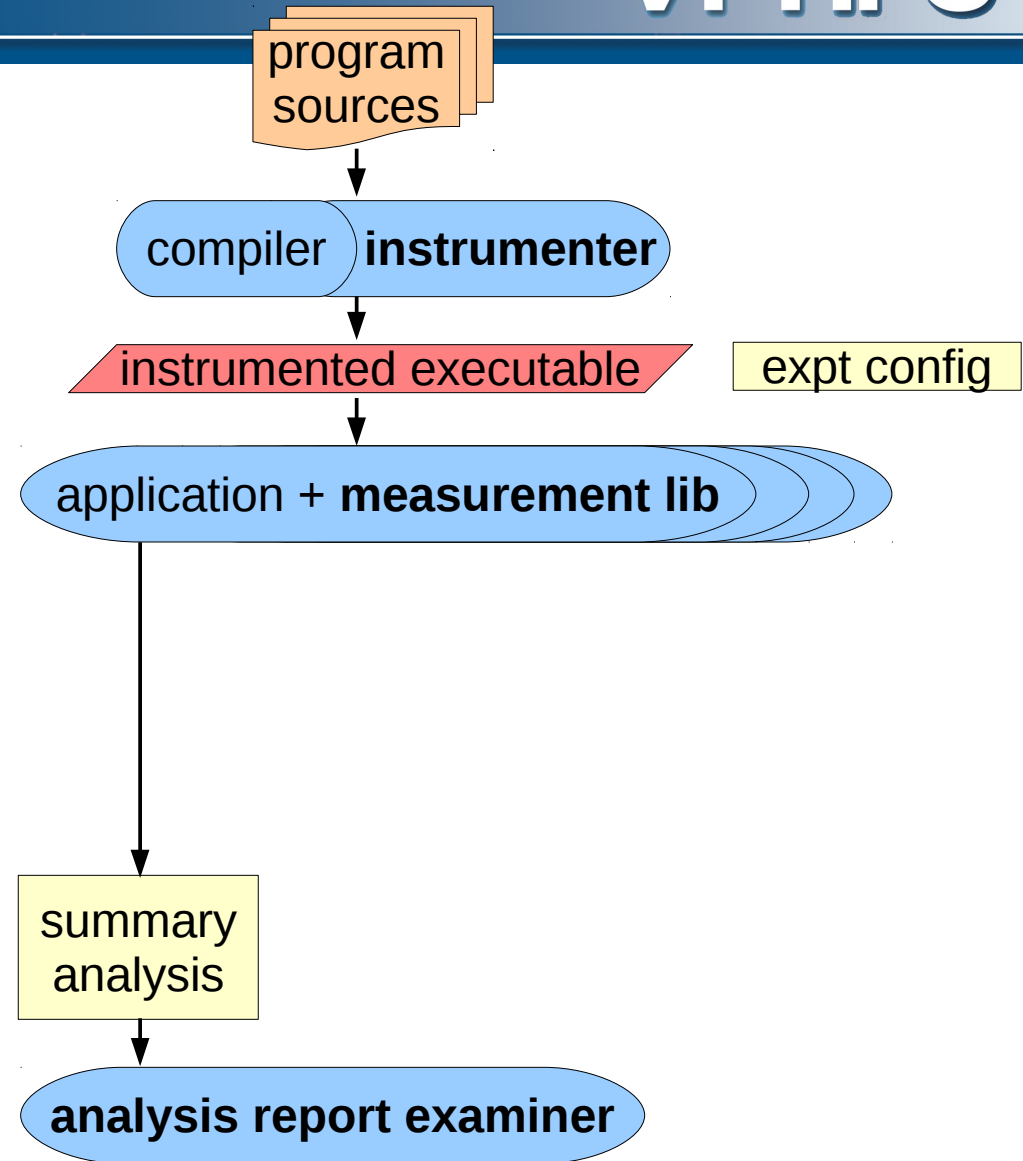 program
sources
compiler instrumenter
instrumented executable
expt config
application + measurement lib
summary
analysis
analysis report examiner